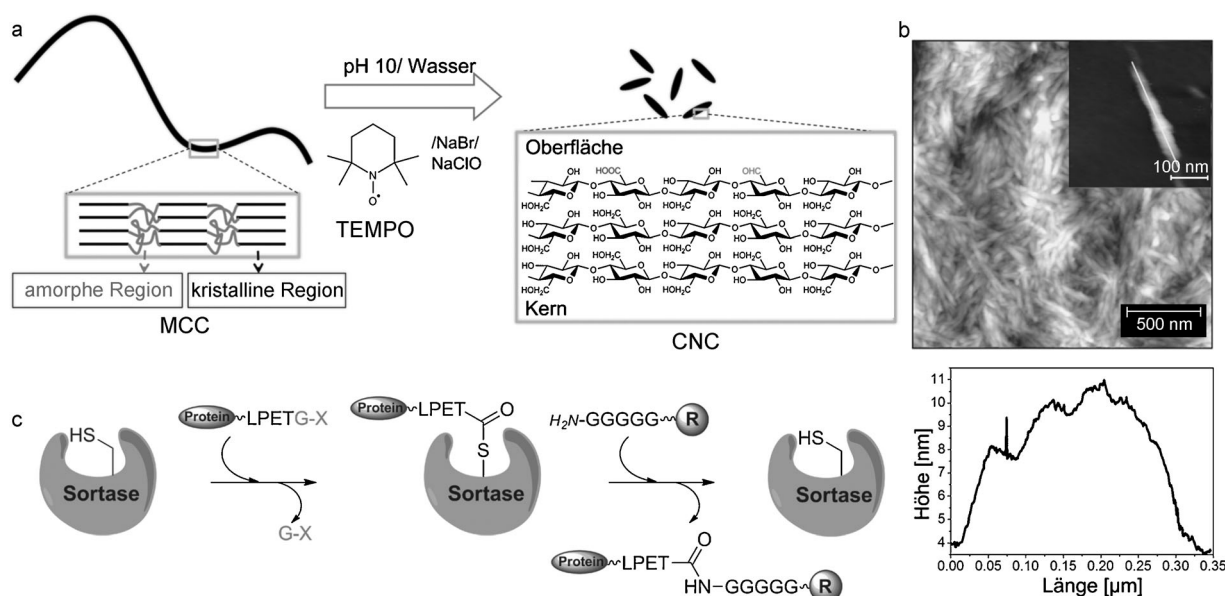 a
pH 10/ Wasser
/NaBr/
NaClO
N
O•
TEMPO
amorphe Region
kristalline Region
MCC
Oberfläche
Kern
CNC
b
100 nm
500 nm
Höhe [nm]
11
10
9
8
7
6
5
4
0.00 0.05 0.10 0.15 0.20 0.25 0.30 0.35
Länge [µm]
c
HS
Sortase
Protein LPETG-X
G-X
Protein LPET
O
S
Sortase
H2N-GGGGG R
HS
Sortase
Protein LPET
O
HN GGGGG R